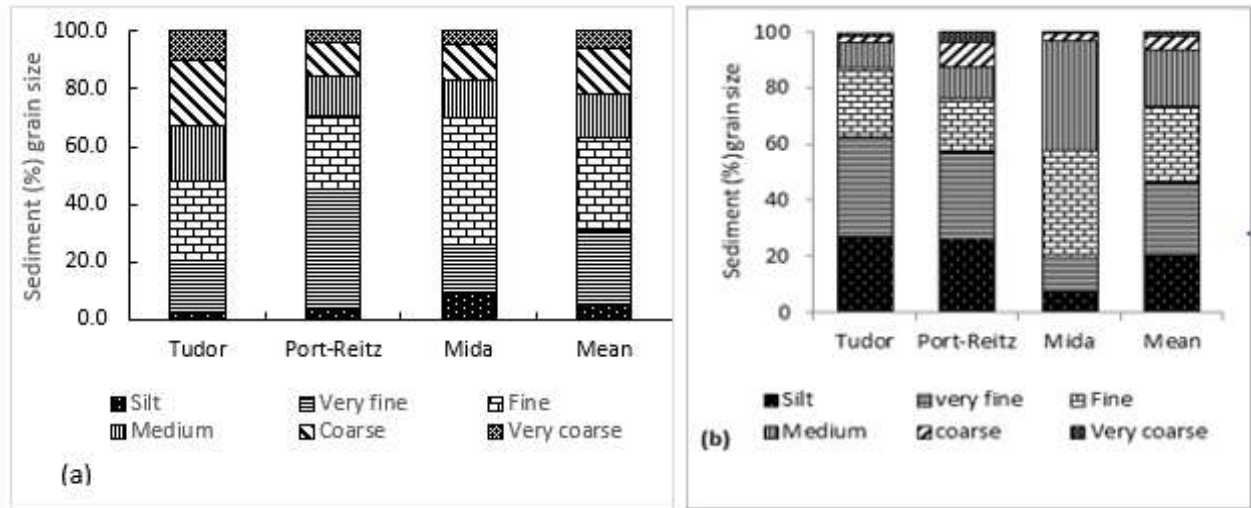 Sediment (%) grain size
100.0
80.0
60.0
40.0
20.0
0.0
Tudor Port-Reitz Mida Mean
Silt Very fine Fine
Medium Coarse Very coarse
(a)
Sediment (%)grain size
100
80
60
40
20
0
Tudor Port-Reitz Mida Mean
Silt very fine Fine
Medium coarse Very coarse
(b)